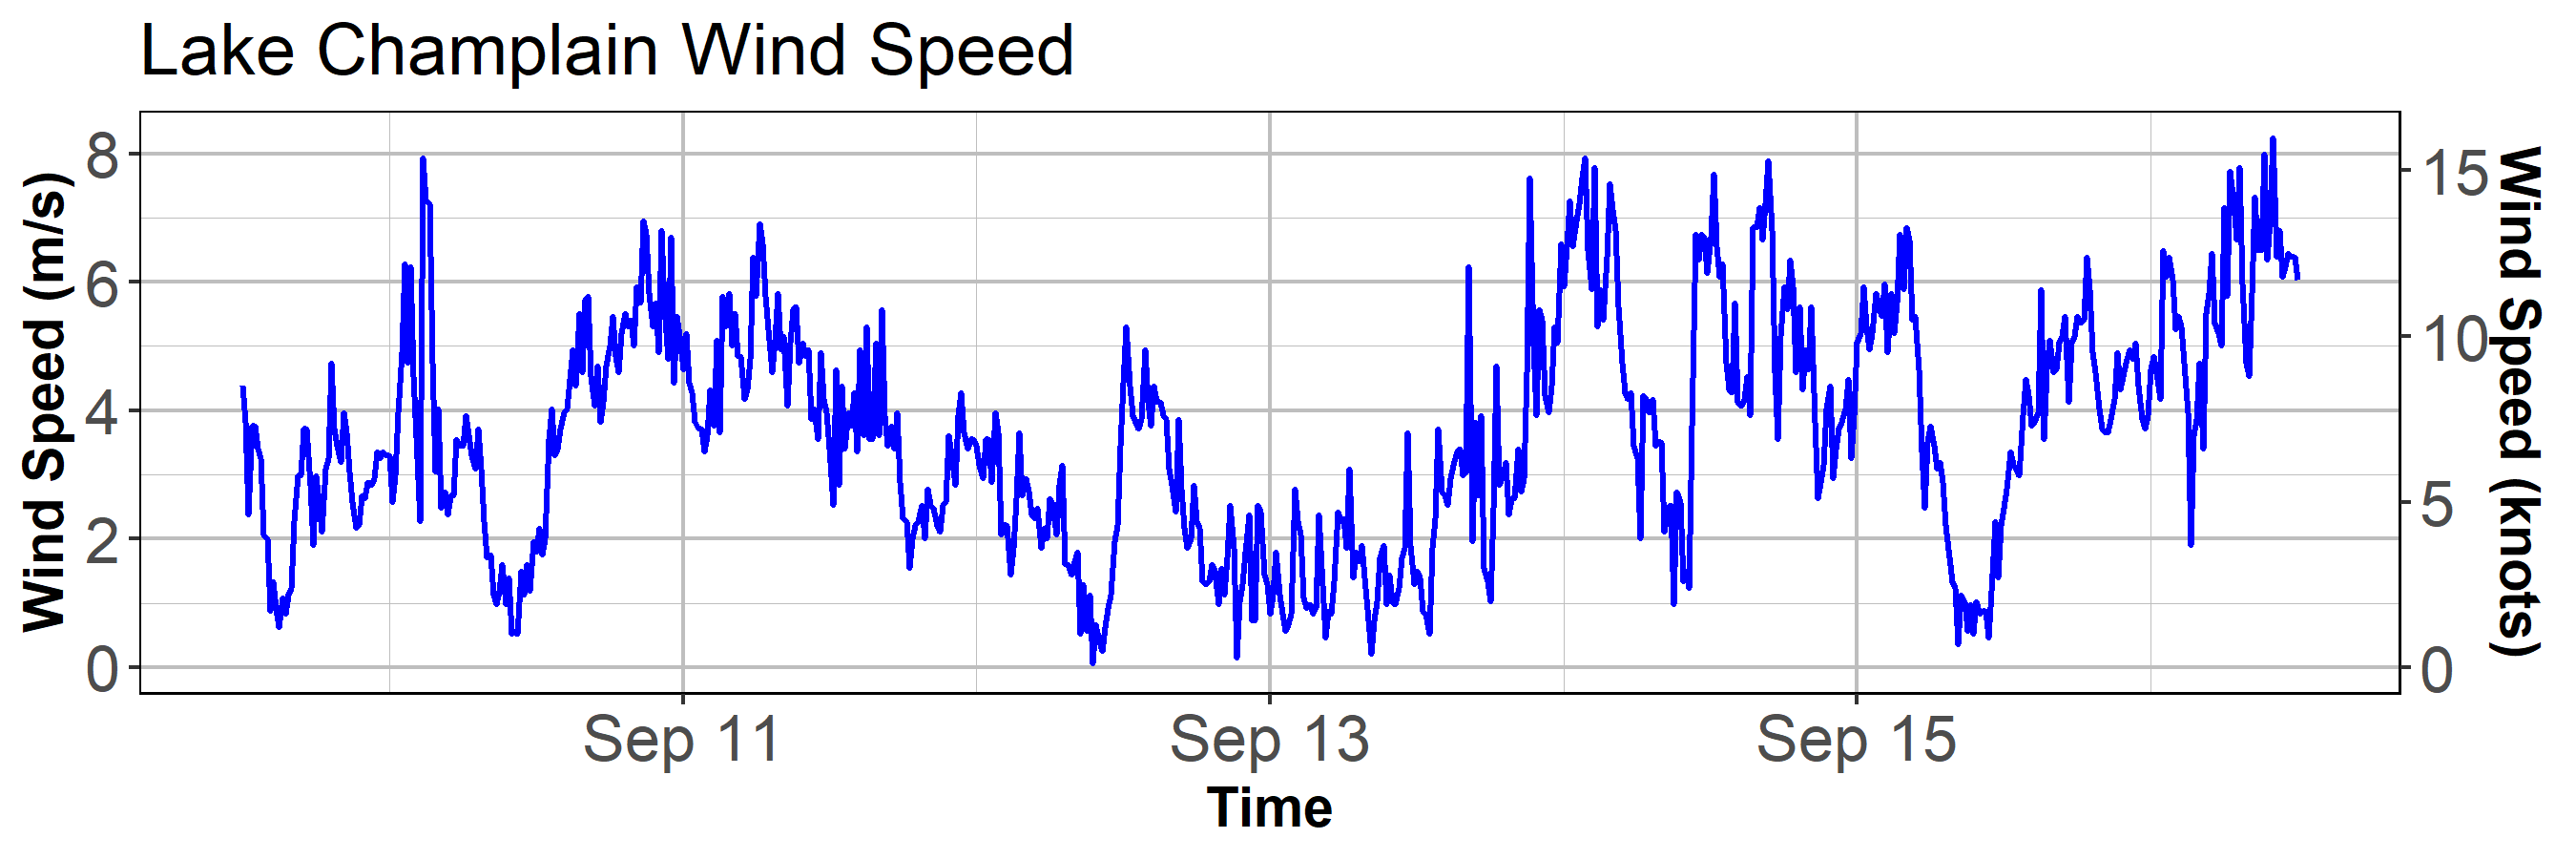 Lake Champlain Wind Speed
Wind Speed (m/s)
8
6
4
2
0
15
10
5
0
Wind Speed (knots)
Sep 11
Sep 13
Sep 15
Time